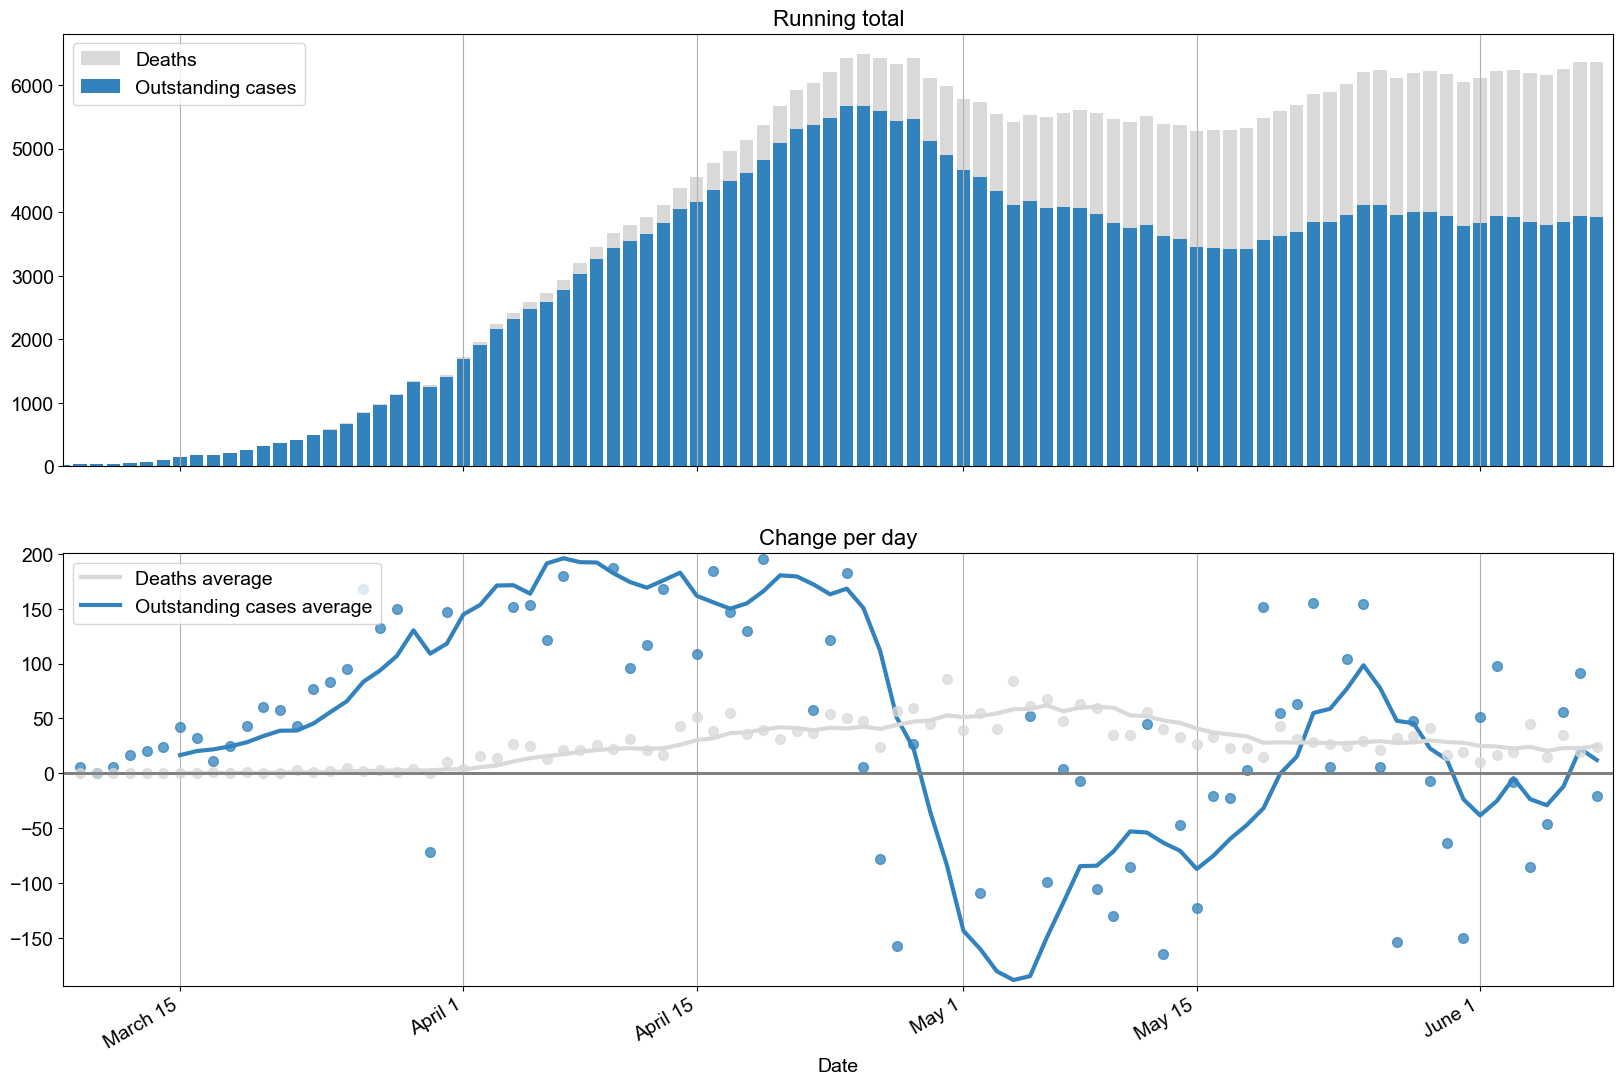 Running total
Deaths
Outstanding cases
6000
5000
4000
3000
2000
1000
0
Change per day
Deaths average
Outstanding cases average
200
150
100
50
0
−50
−100
−150
March 15
April 1
April 15
May 1
May 15
June 1
Date